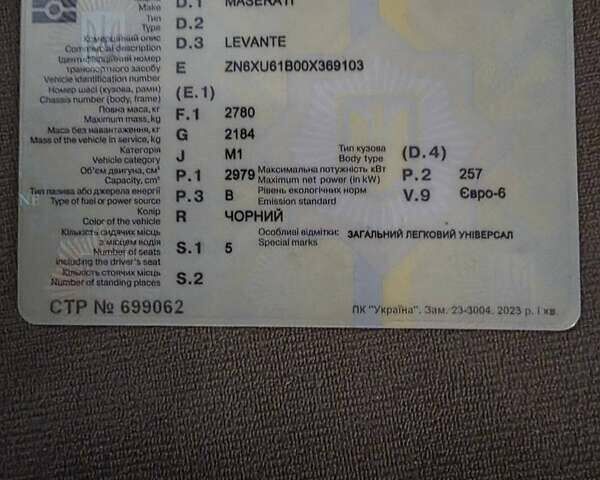 Make D.1 MASERATI
Тип
Type D.2
Комерційний опис
Commercial description D.3 LEVANTE
Ідентифікаційний номер
транспортного засобу
Vehicle identification number E ZN6XU61B00X369103
Номер шасі (кузова, рами)
Chassis number (body, frame) (E.1)
Повна маса, кг
Maximum mass, kg F.1 2780
Маса без навантаження, кг
Mass of the vehicle in service, kg G 2184
Категорія
Vehicle category J M1
Тип кузова
Body type (D.4)
Об'єм двигуна, см³
Capacity, cm³ P.1 2979
Максимальна потужність кВт
Maximum net power (in kW) P.2 257
Тип палива або джерела енергії
Type of fuel or power source P.3 B
Рівень екологічних норм
Emission standard V.9 Євро-6
Колір
Color of the vehicle R ЧОРНИЙ
Кількість сидячих місць
з місцем водія
Number of seats
including the driver's seat S.1 5
Особливі відмітки: ЗАГАЛЬНИЙ ЛЕГКОВИЙ УНІВЕРСАЛ
Special marks
Кількість стоячих місць
Number of standing places S.2
СТР № 699062
ПК "Україна". Зам. 23-3004. 2023 р. І кв.